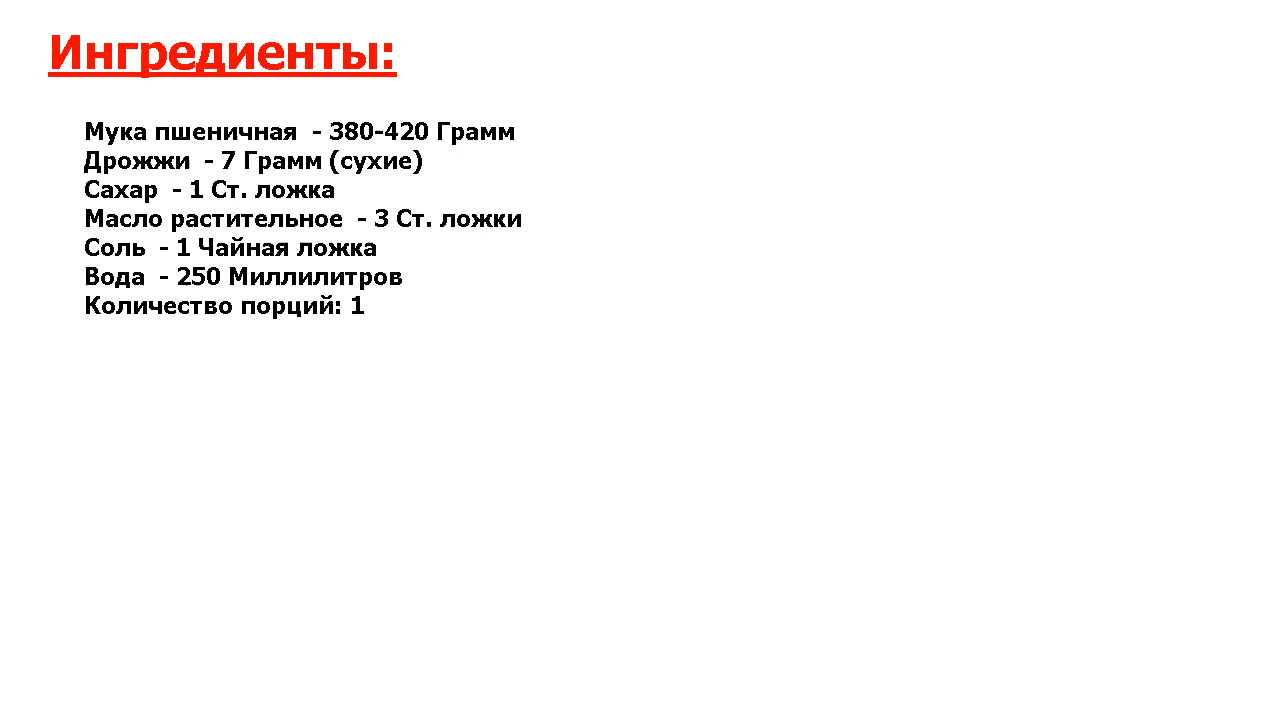 Ингредиенты:
Мука пшеничная  - 380-420 Грамм
Дрожжи  - 7 Грамм (сухие)
Сахар  - 1 Ст. ложка
Масло растительное  - 3 Ст. ложки
Соль  - 1 Чайная ложка
Вода  - 250 Миллилитров
Количество порций: 1